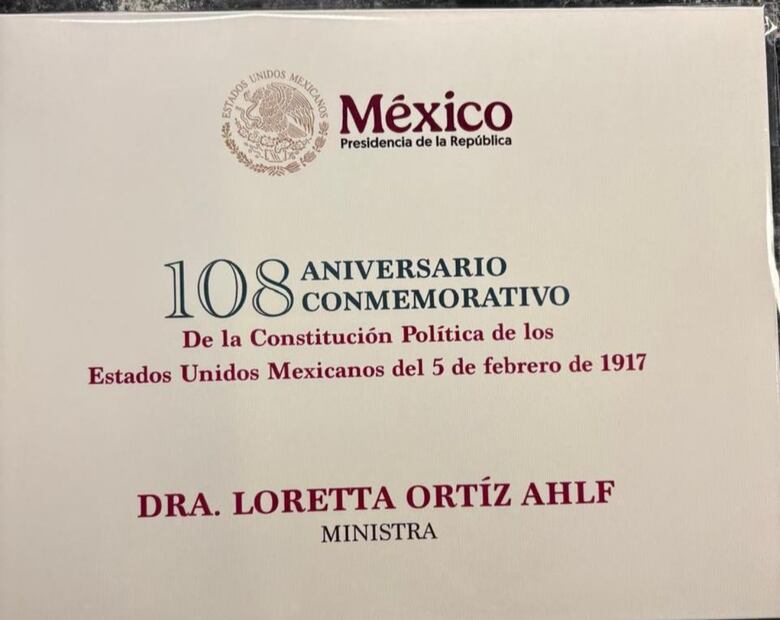 ESTADOS UNIDOS MEXICANOS
México
Presidencia de la República
108 ANIVERSARIO
CONMEMORATIVO
De la Constitución Política de los
Estados Unidos Mexicanos del 5 de febrero de 1917
DRA. LORETTA ORTÍZ AHLF
MINISTRA